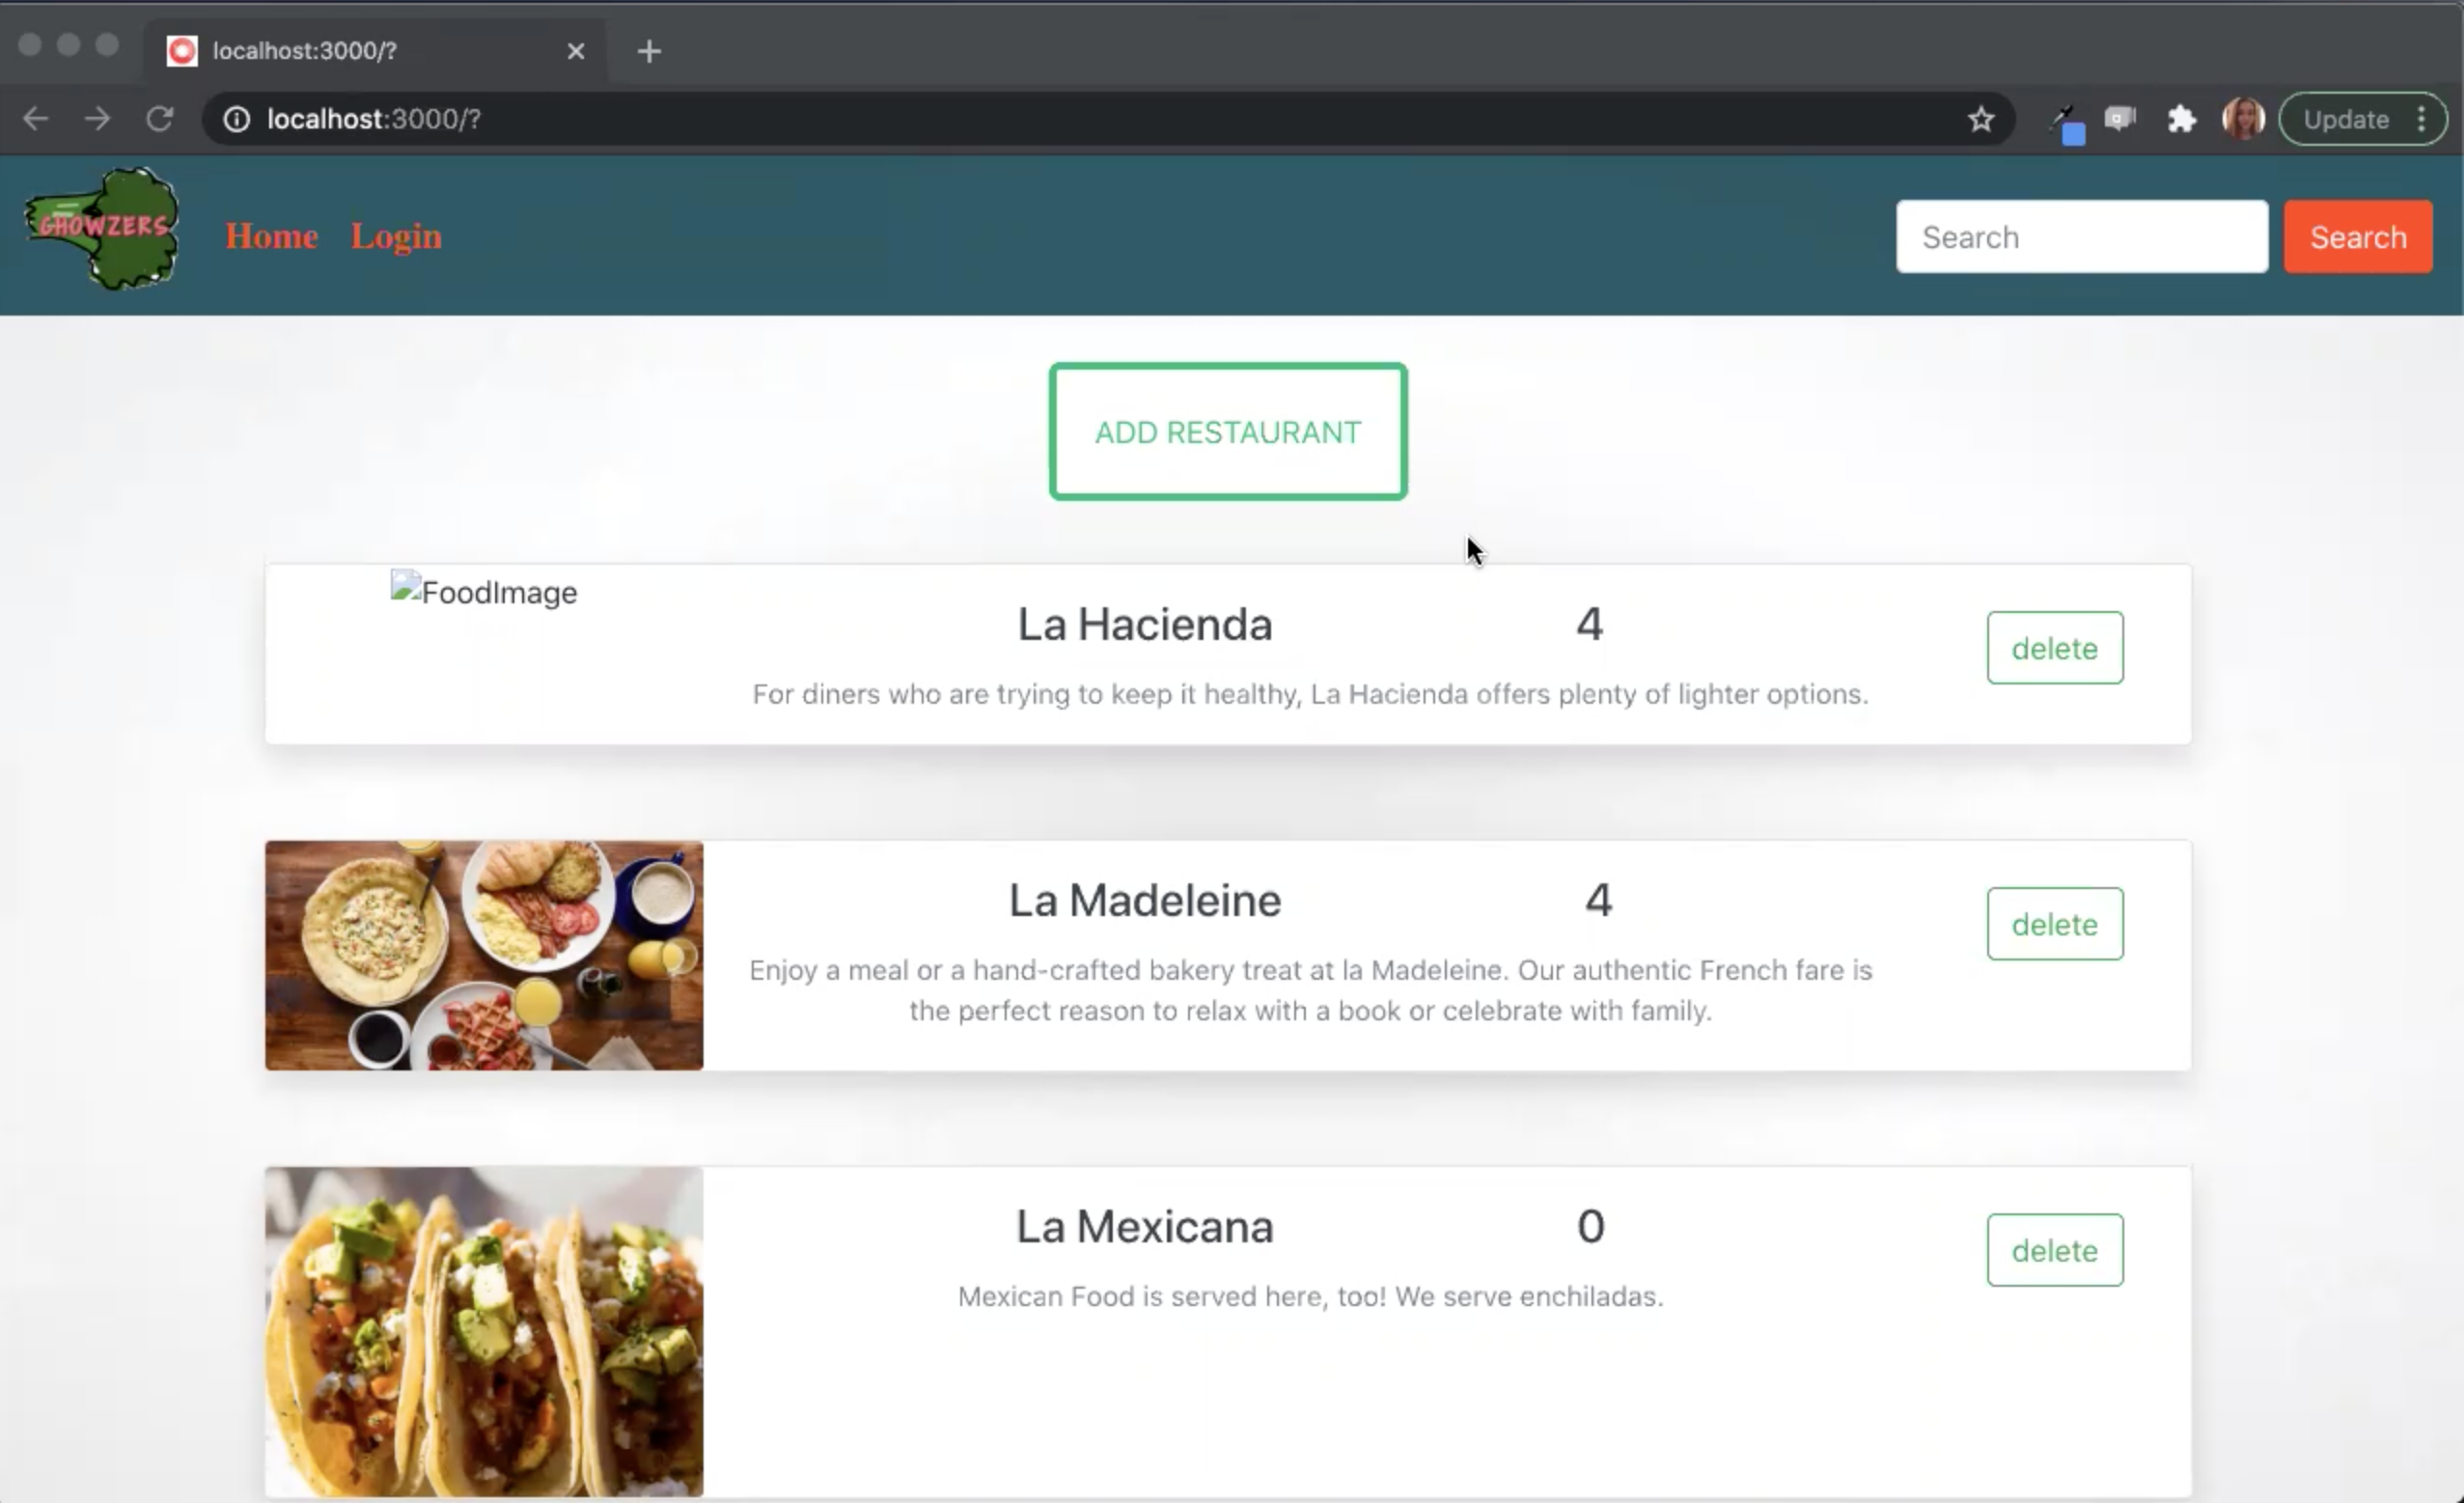 localhost:3000/?
localhost:3000/?
Update
CHOWZERS
Home Login
Search
Search
ADD RESTAURANT
FoodImage
La Hacienda 4
delete
For diners who are trying to keep it healthy, La Hacienda offers plenty of lighter options.
La Madeleine 4
delete
Enjoy a meal or a hand-crafted bakery treat at la Madeleine. Our authentic French fare is
the perfect reason to relax with a book or celebrate with family.
La Mexicana 0
delete
Mexican Food is served here, too! We serve enchiladas.